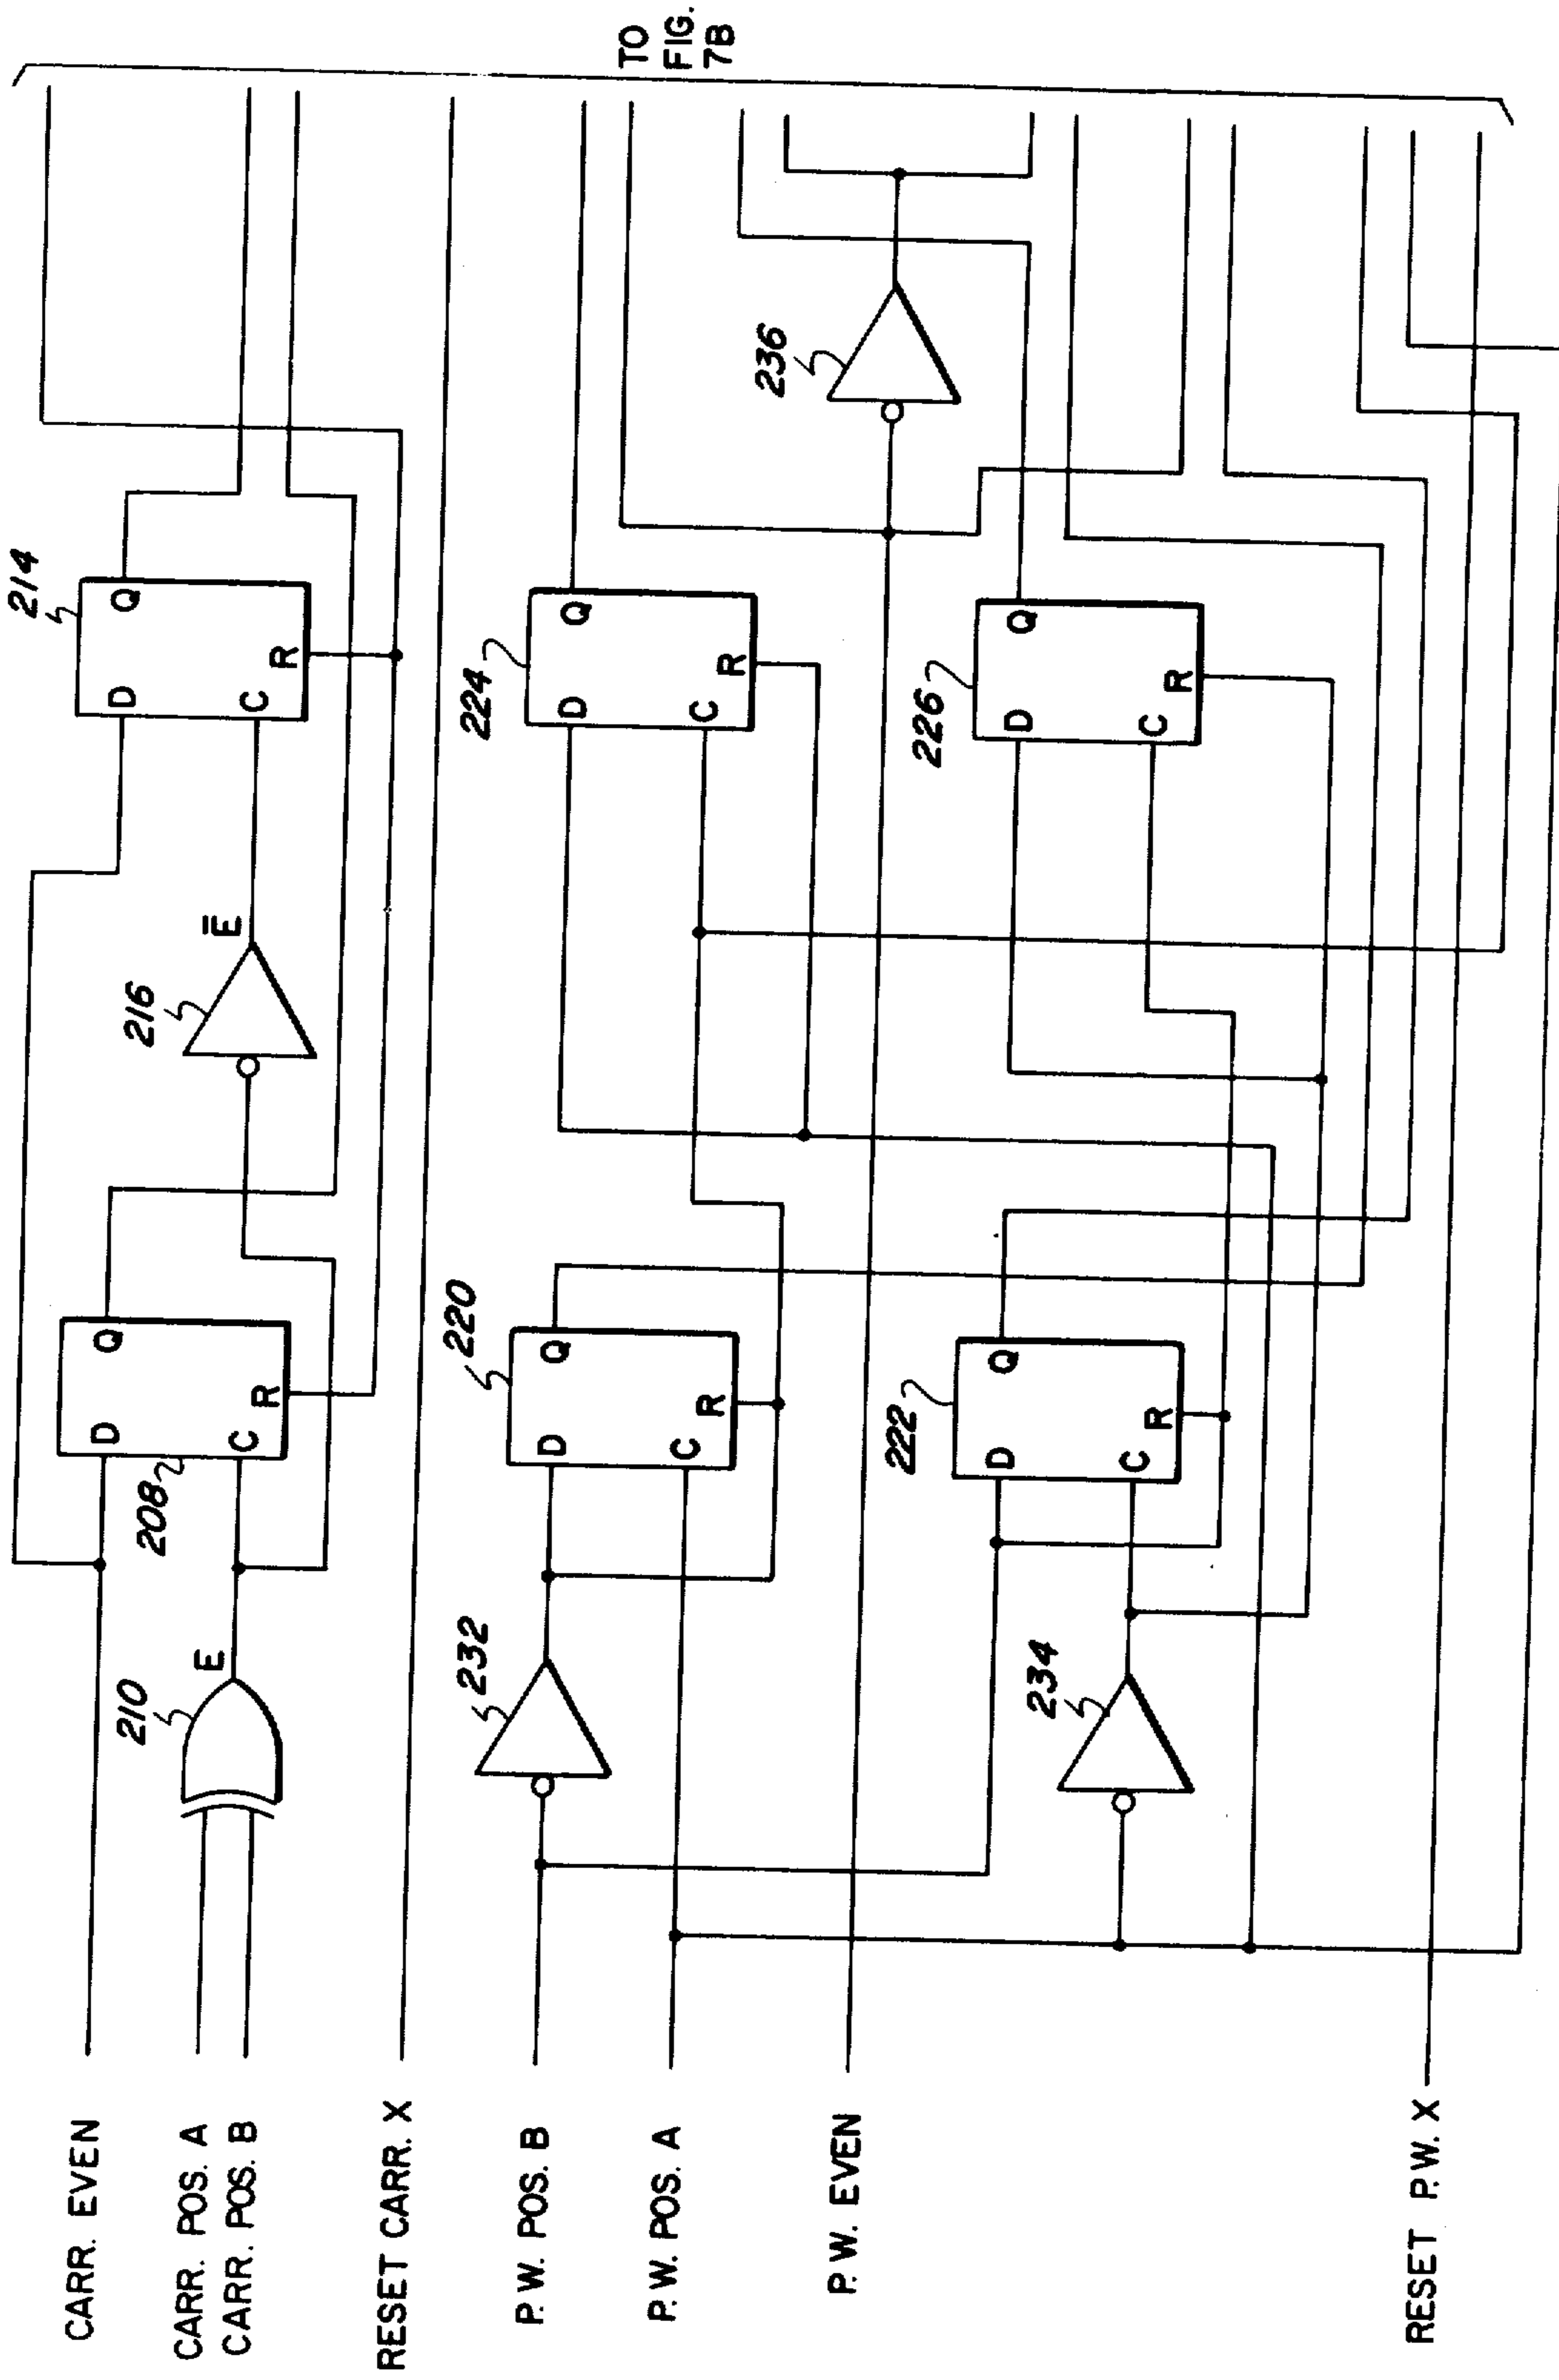 CARR. EVEN
CARR. POS. A
CARR. POS. B
RESET CARR. X
P.W. POS. B
P.W. POS. A
P.W. EVEN
RESET P.W. X
210
E
208
D
C
Q
R
216
E̅
214
D
C
Q
R
232
220
D
C
Q
R
224
D
C
Q
R
234
222
D
C
Q
R
226
D
C
Q
R
236
TO
FIG.
7B